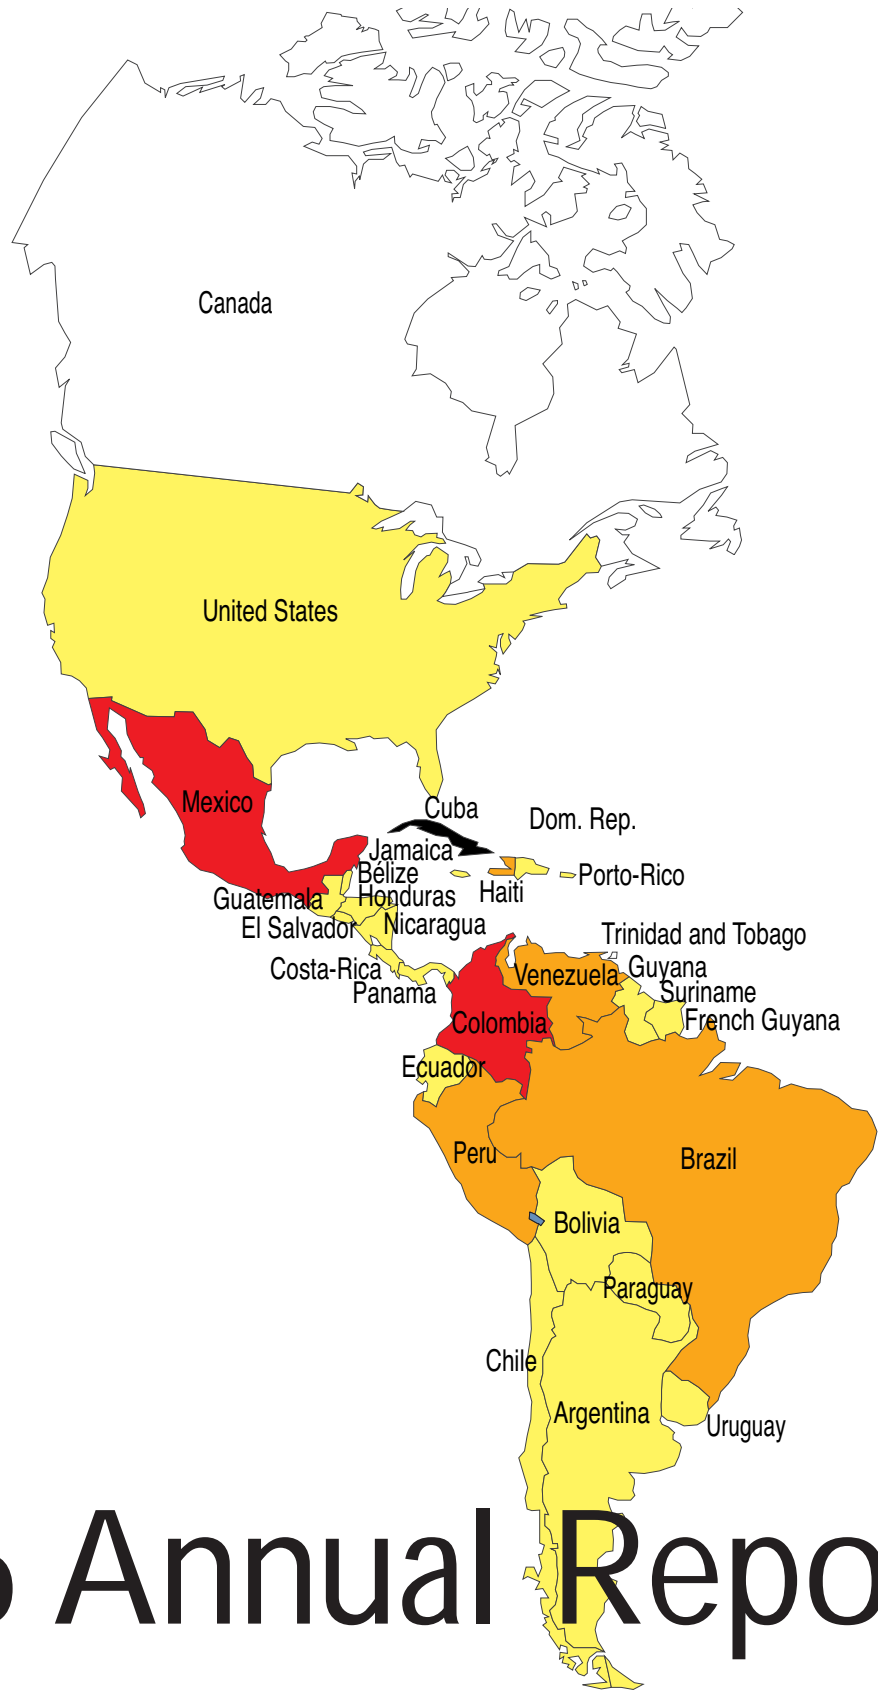 Canada
United States
Mexico
Cuba
Dom. Rep.
Jamaica
Bélize
Porto-Rico
Haiti
Guatemala
Honduras
El Salvador
Nicaragua
Trinidad and Tobago
Costa-Rica
Venezuela
Guyana
Panama
Suriname
Colombia
French Guyana
Ecuador
Peru
Brazil
Bolivia
Paraguay
Chile
Argentina
Uruguay
Annual Repo